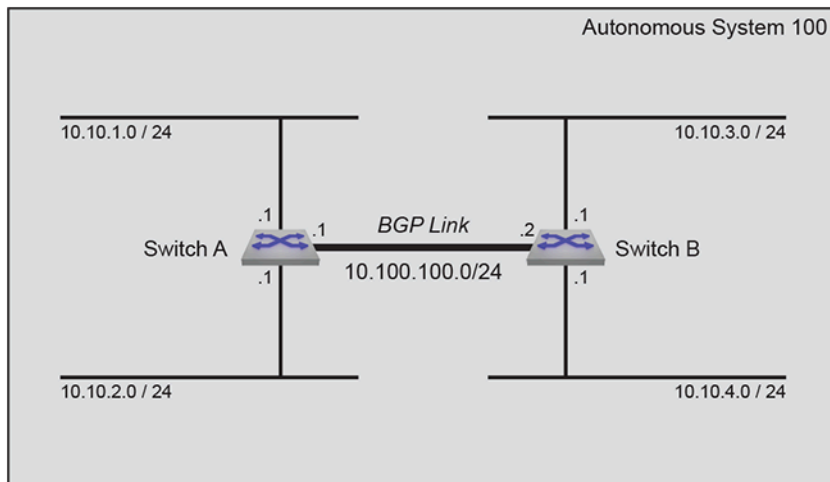 Autonomous System 100
10.10.1.0 / 24
10.10.3.0 / 24
.1
.1
BGP Link
.2
.1
Switch A
Switch B
10.100.100.0/24
.1
.1
10.10.2.0 / 24
10.10.4.0 / 24